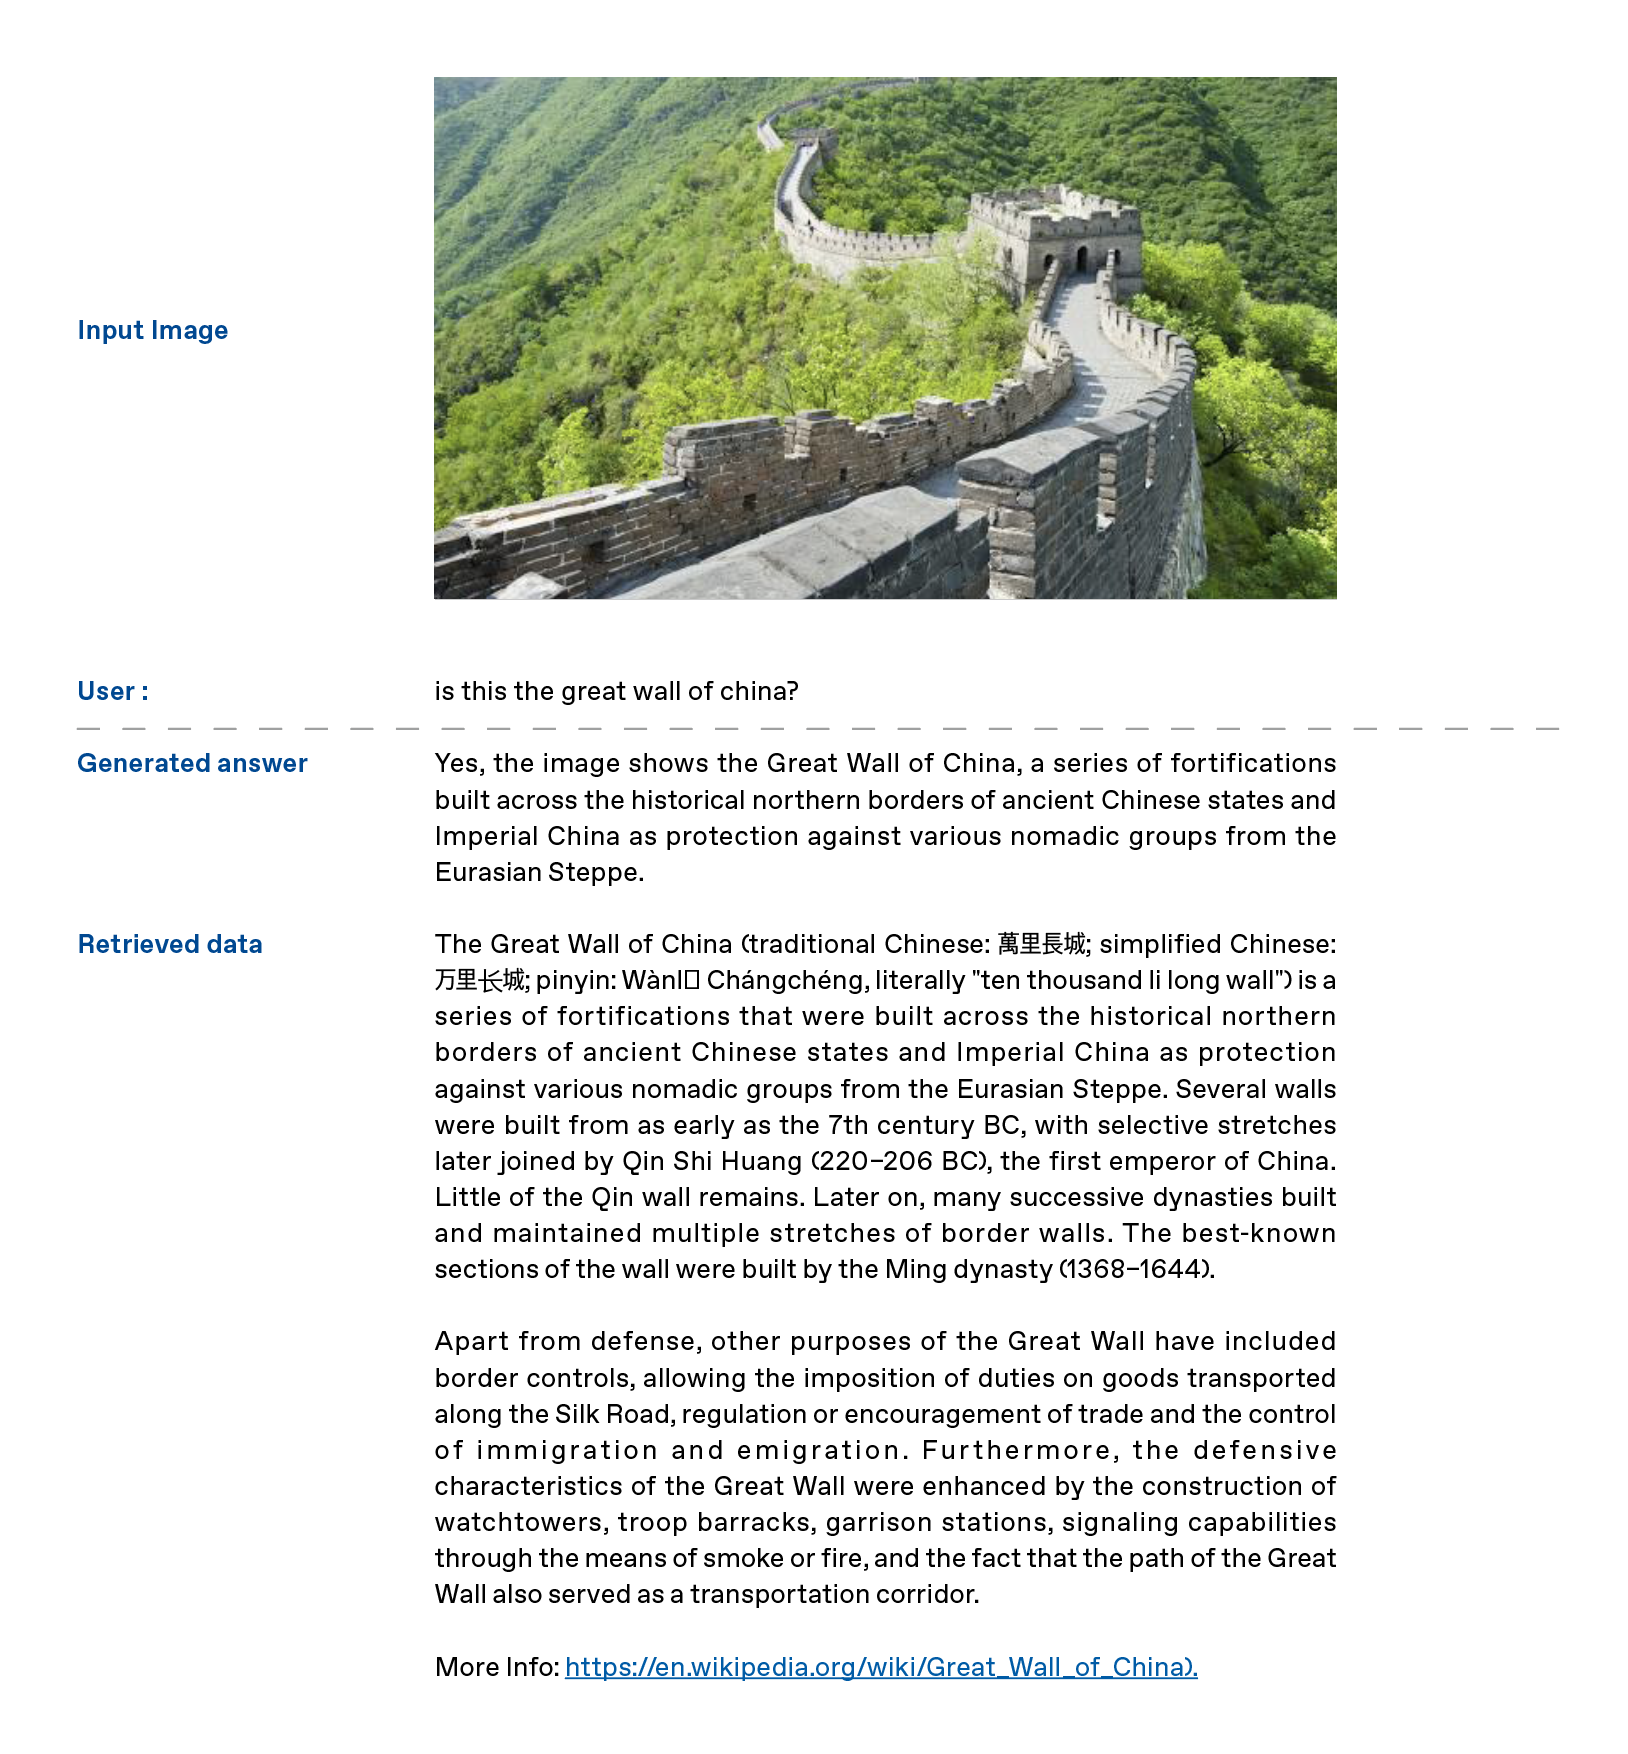 Input Image
User :
is this the great wall of china?
Generated answer
Yes, the image shows the Great Wall of China, a series of fortifications
built across the historical northern borders of ancient Chinese states and
Imperial China as protection against various nomadic groups from the
Eurasian Steppe.
Retrieved data
The Great Wall of China (traditional Chinese: 萬里長城; simplified Chinese:
万里长城; pinyin: Wànl□ Chángchéng, literally "ten thousand li long wall") is a
series of fortifications that were built across the historical northern
borders of ancient Chinese states and Imperial China as protection
against various nomadic groups from the Eurasian Steppe. Several walls
were built from as early as the 7th century BC, with selective stretches
later joined by Qin Shi Huang (220–206 BC), the first emperor of China.
Little of the Qin wall remains. Later on, many successive dynasties built
and maintained multiple stretches of border walls. The best-known
sections of the wall were built by the Ming dynasty (1368–1644).
Apart from defense, other purposes of the Great Wall have included
border controls, allowing the imposition of duties on goods transported
along the Silk Road, regulation or encouragement of trade and the control
of immigration and emigration. Furthermore, the defensive
characteristics of the Great Wall were enhanced by the construction of
watchtowers, troop barracks, garrison stations, signaling capabilities
through the means of smoke or fire, and the fact that the path of the Great
Wall also served as a transportation corridor.
More Info: https://en.wikipedia.org/wiki/Great_Wall_of_China).